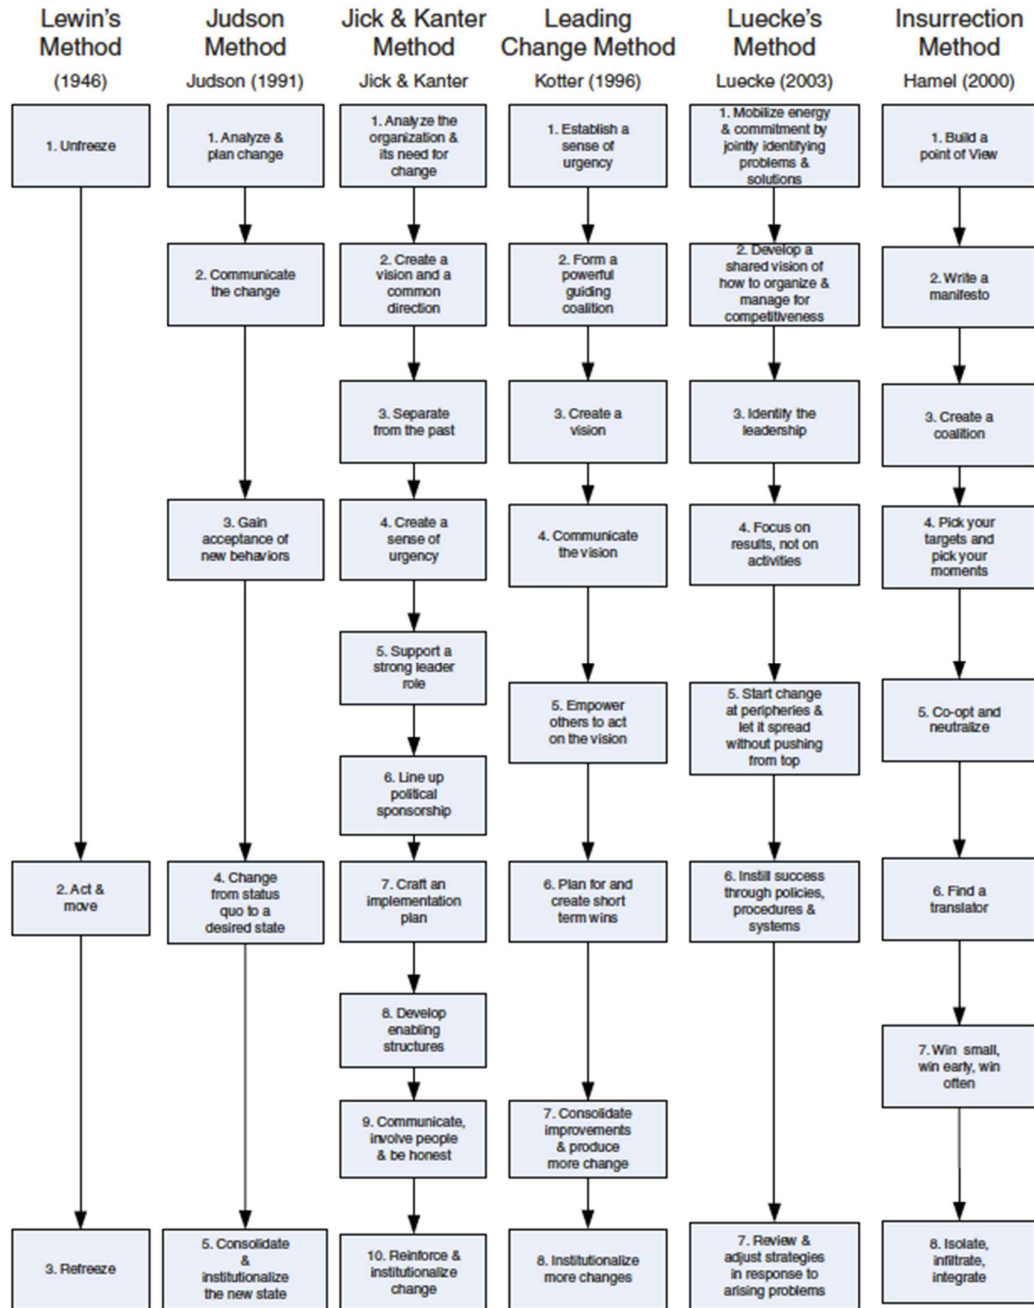 Lewin's
Method
(1946)
1. Unfreeze
2. Act &
move
3. Refreeze
Judson
Method
Judson (1991)
1. Analyze &
plan change
2. Communicate
the change
3. Gain
acceptance of
new behaviors
4. Change
from status
quo to a
desired state
5. Consolidate
&
institutionalize
the new state
Jick & Kanter
Method
Jick & Kanter
1. Analyze the
organization &
its need for
change
2. Create a
vision and a
common
direction
3. Separate
from the past
4. Create a
sense of
urgency
5. Support a
strong leader
role
6. Line up
political
sponsorship
7. Craft an
implementation
plan
8. Develop
enabling
structures
9. Communicate,
involve people
& be honest
10. Reinforce &
institutionalize
change
Leading
Change Method
Kotter (1996)
1. Establish a
sense of
urgency
2. Form a
powerful
guiding
coalition
3. Create a
vision
4. Communicate
the vision
5. Empower
others to act
on the vision
6. Plan for and
create short
term wins
7. Consolidate
improvements
& produce
more change
8. Institutionalize
more changes
Luecke's
Method
Luecke (2003)
1. Mobilize energy
& commitment by
jointly identifying
problems &
solutions
2. Develop a
shared vision of
how to organize &
manage for
competitiveness
3. Identify the
leadership
4. Focus on
results, not on
activities
5. Start change
at peripheries &
let it spread
without pushing
from top
6. Instill success
through policies,
procedures &
systems
7. Review &
adjust strategies
in response to
arising problems
Insurrection
Method
Hamel (2000)
1. Build a
point of View
2. Write a
manifesto
3. Create a
coalition
4. Pick your
targets and
pick your
moments
5. Co-opt and
neutralize
6. Find a
translator
7. Win small,
win early, win
often
8. Isolate,
infiltrate,
integrate